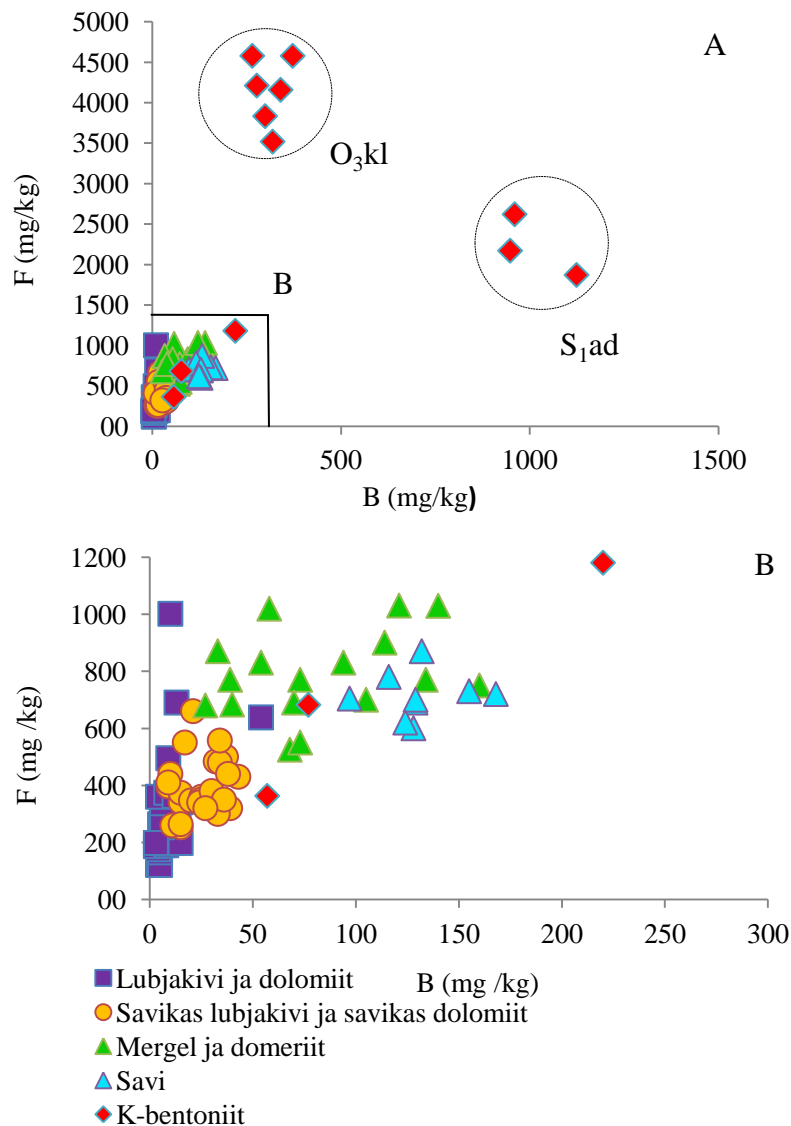 A
5000
4500
4000
3500
3000
2500
2000
1500
1000
500
00
F (mg/kg)
O₃kl
S₁ad
B
0 500 1000 1500
B (mg/kg)
B
1200
1000
800
600
400
200
00
F (mg /kg)
0 50 100 150 200 250 300
B (mg /kg)
Lubjakivi ja dolomiit
Savikas lubjakivi ja savikas dolomiit
Mergel ja domeriit
Savi
K-bentoniit